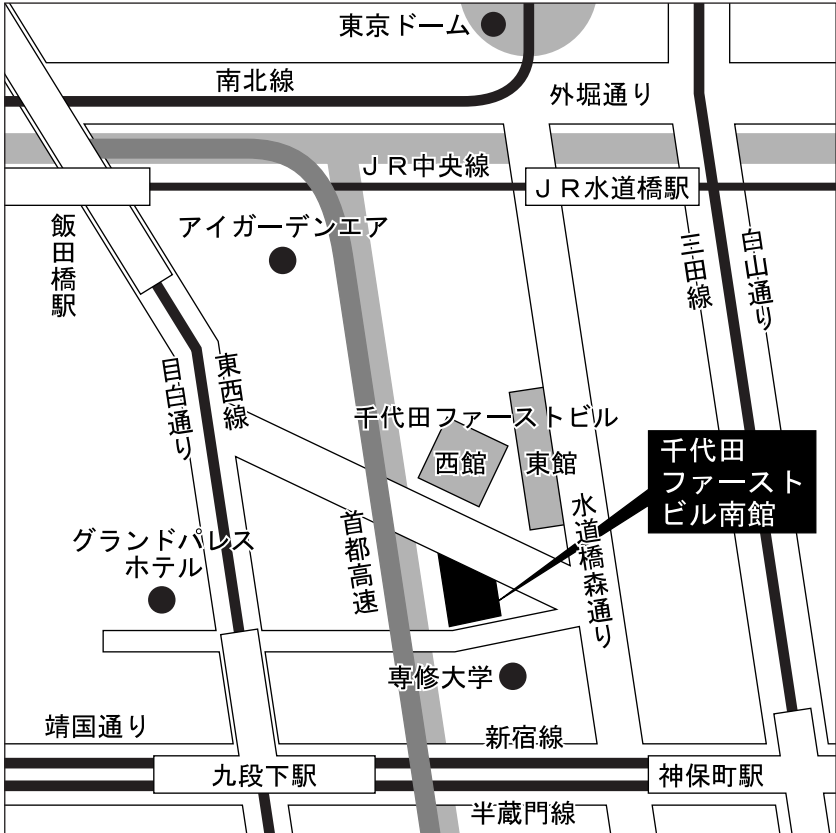 東京ドーム
南北線
外堀通り
ＪＲ中央線
ＪＲ水道橋駅
飯田橋駅
アイガーデンエア
三田線
白山通り
目白通り
東西線
千代田ファーストビル
西館
東館
千代田
ファースト
ビル南館
水道橋森通り
首都高速
グランドパレス
ホテル
専修大学
靖国通り
新宿線
九段下駅
神保町駅
半蔵門線